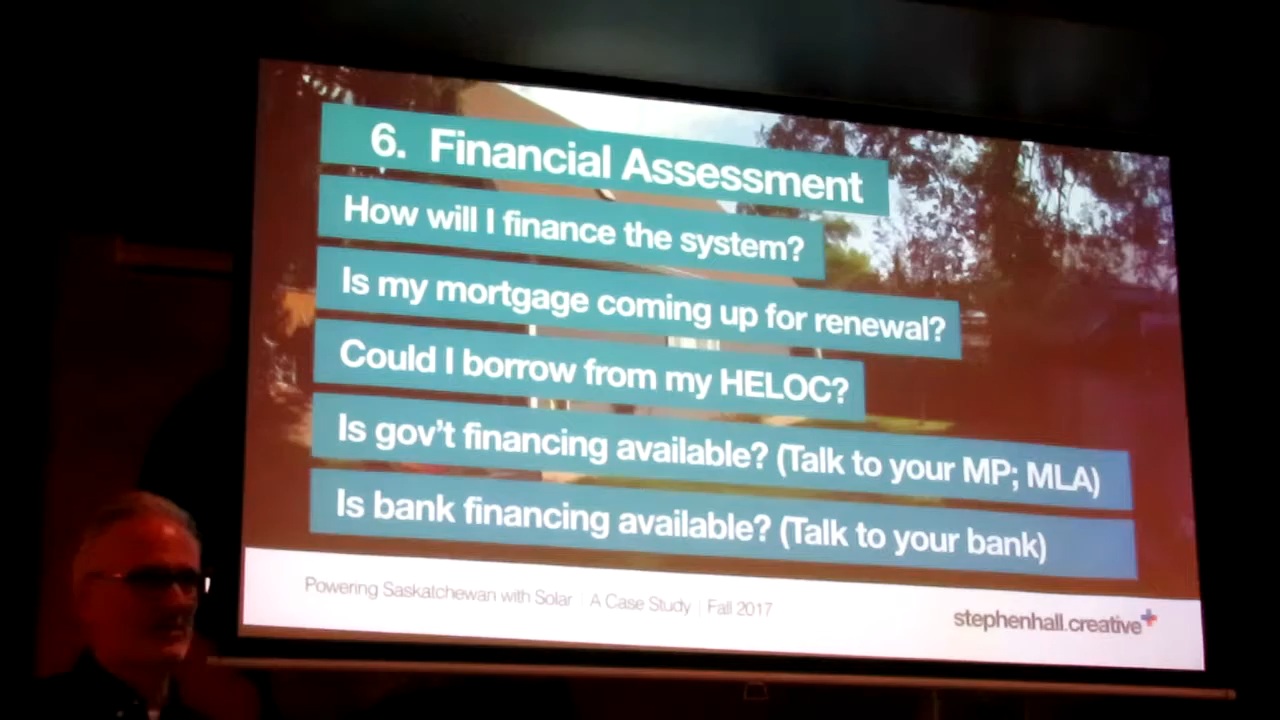 6. Financial Assessment
How will I finance the system?
Is my mortgage coming up for renewal?
Could I borrow from my HELOC?
Is gov't financing available? (Talk to your MP; MLA)
Is bank financing available? (Talk to your bank)
Powering Saskatchewan with Solar | A Case Study | Fall 2017
stephenhall.creative+